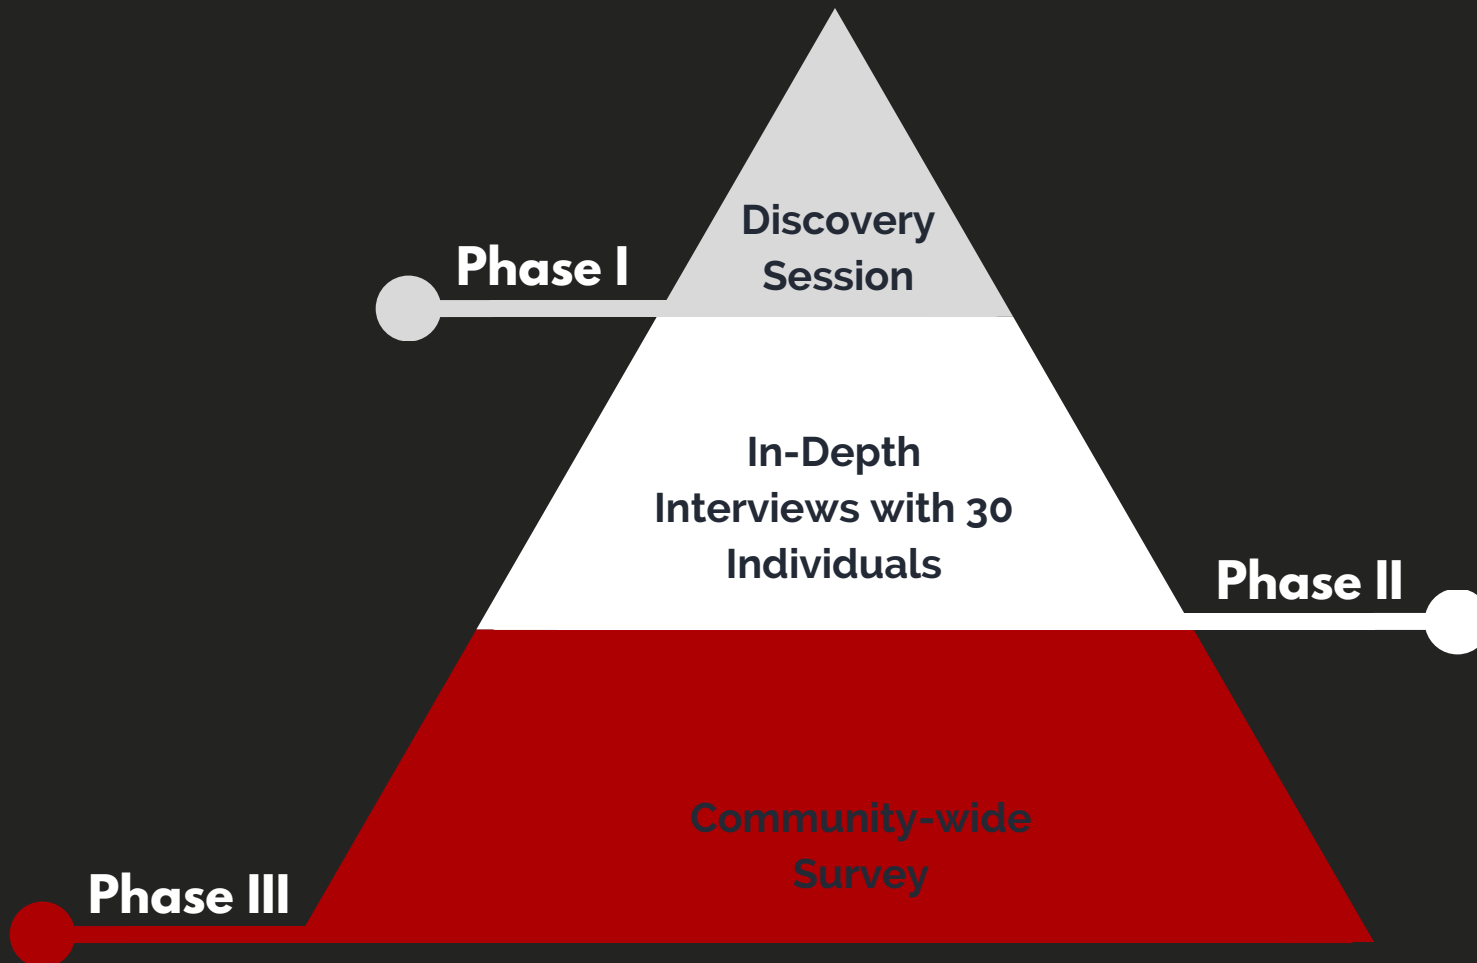 Discovery
Session
Phase I
In-Depth
Interviews with 30
Individuals
Phase II
Community-wide
Survey
Phase III